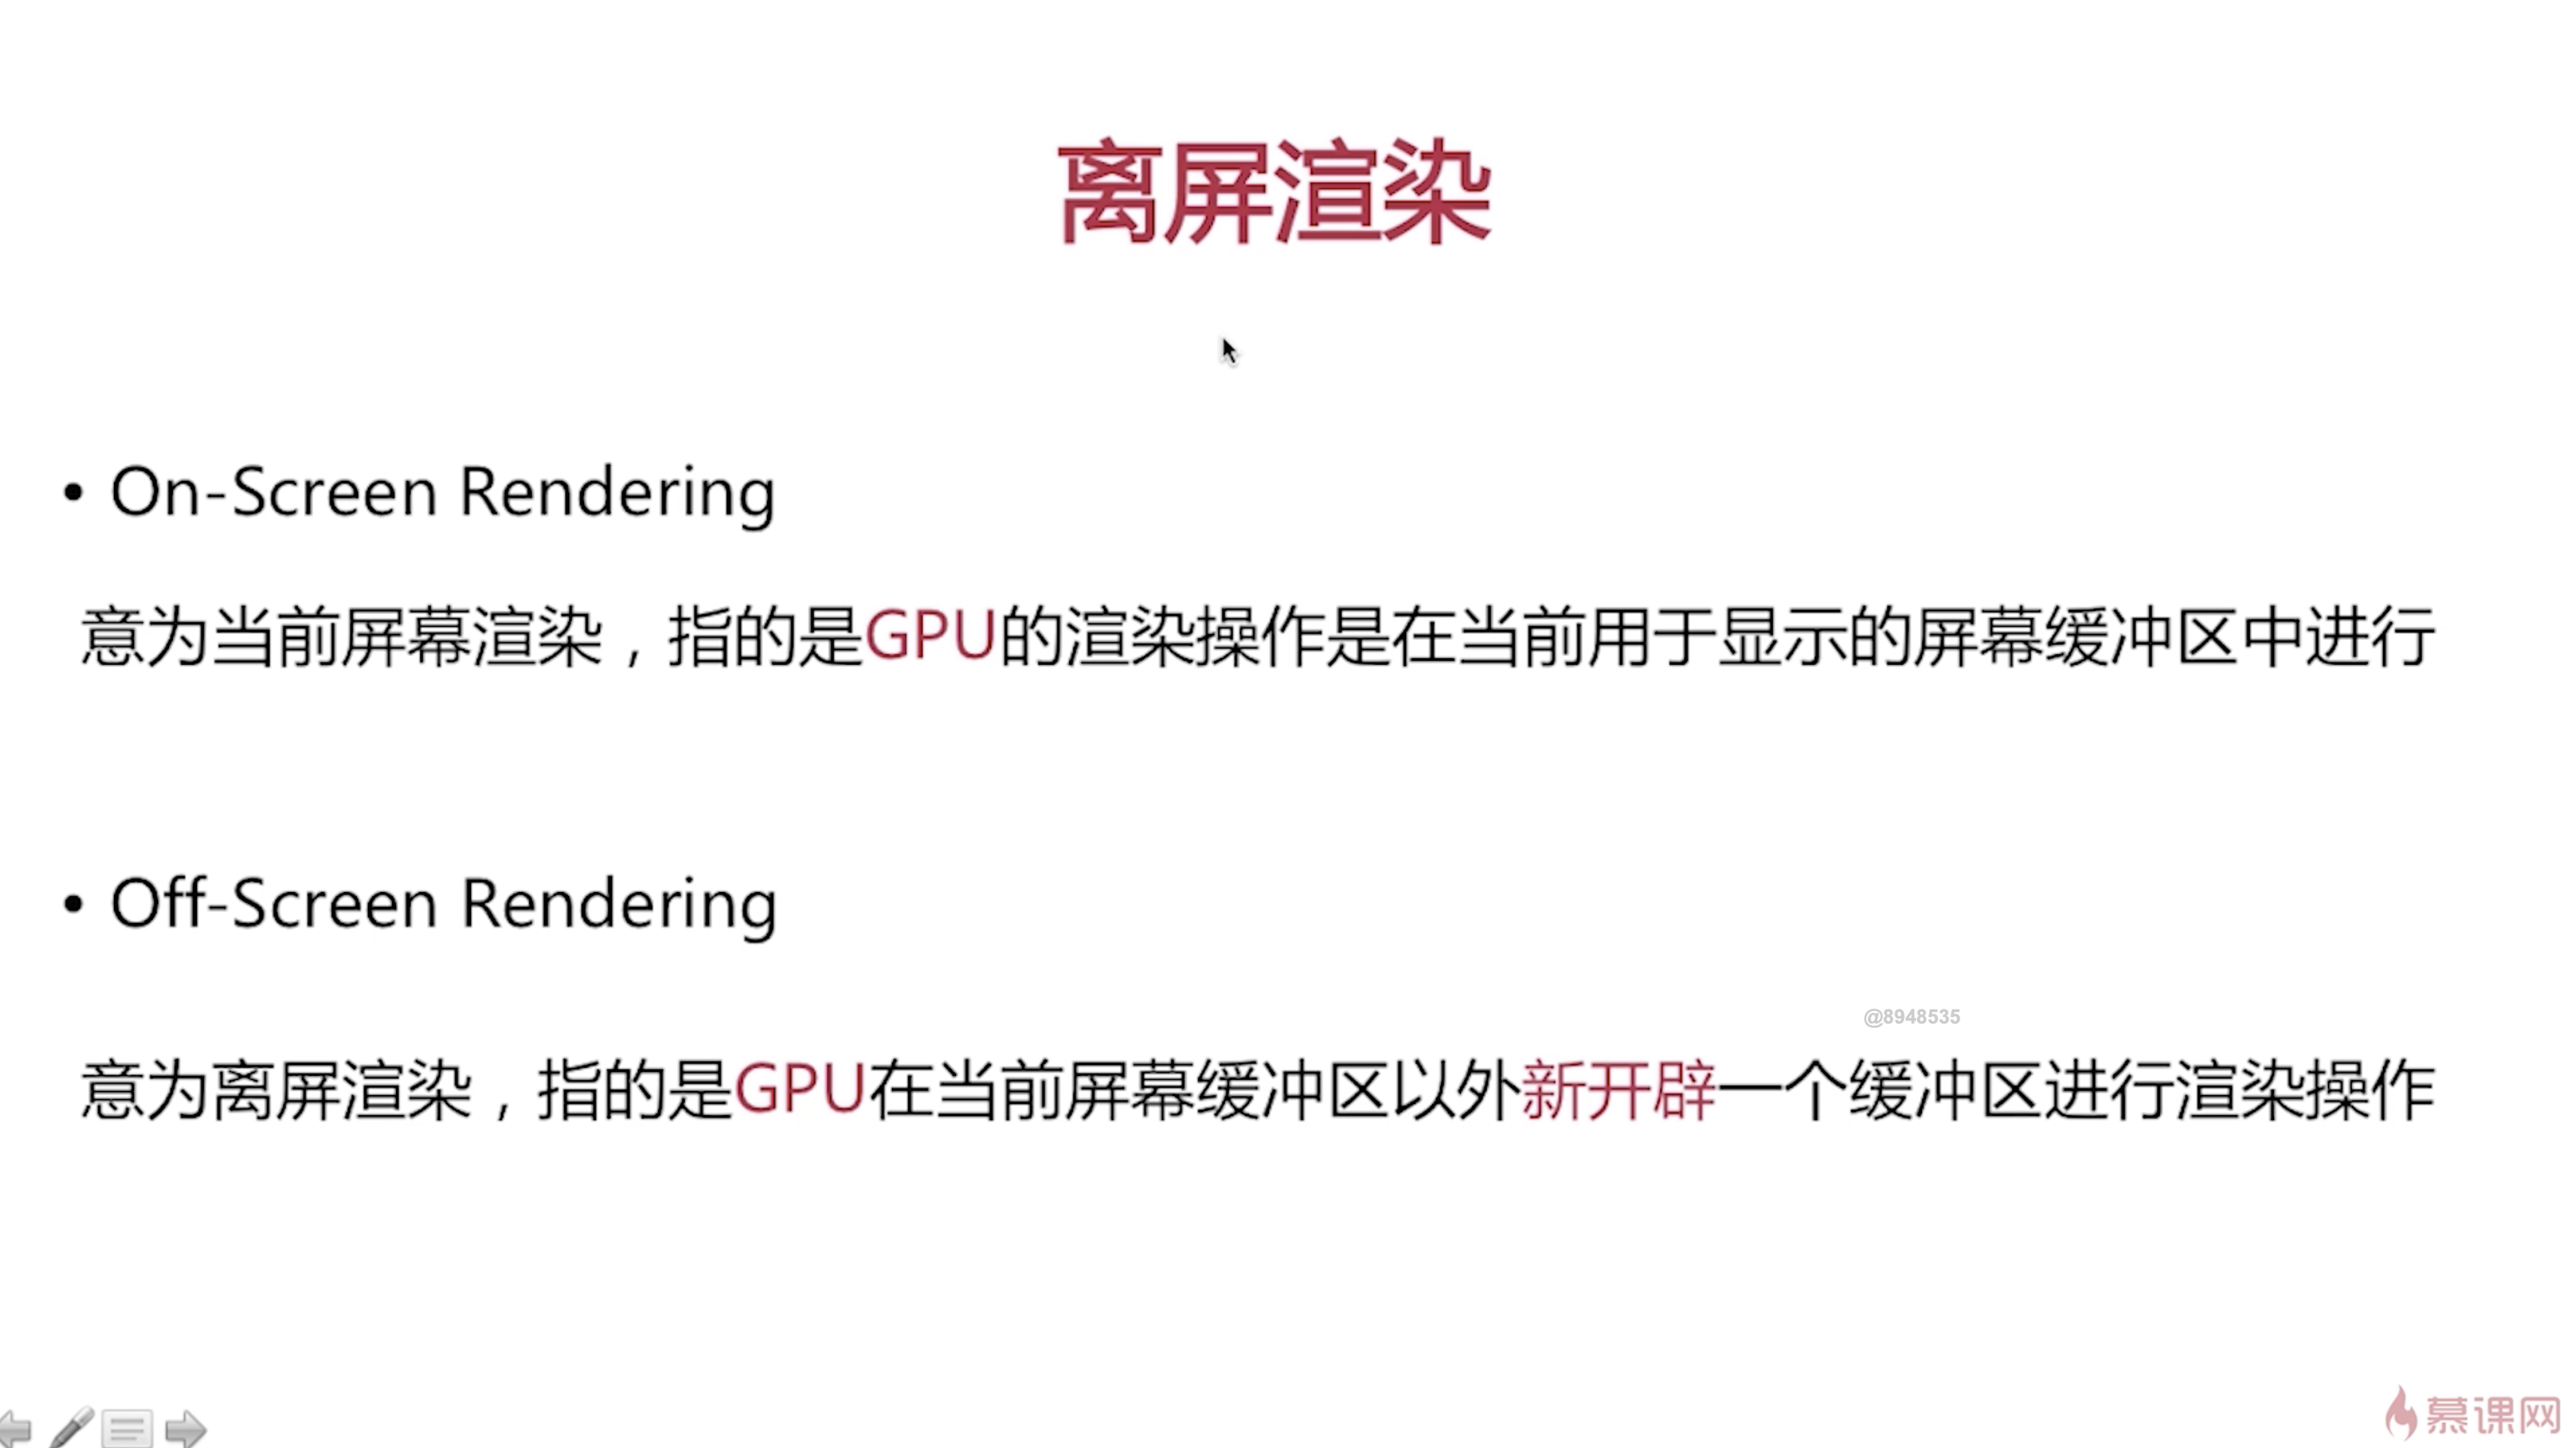 离屏渲染
• On-Screen Rendering
意为当前屏幕渲染，指的是GPU的渲染操作是在当前用于显示的屏幕缓冲区中进行
• Off-Screen Rendering
@8948535
意为离屏渲染，指的是GPU在当前屏幕缓冲区以外新开辟一个缓冲区进行渲染操作
慕课网